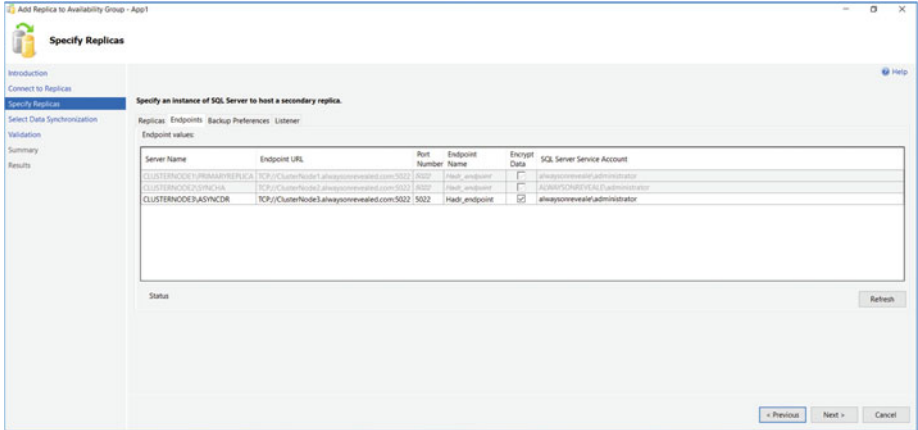 Add Replica to Availability Group - App1
Specify Replicas
Introduction
Connect to Replicas
Specify Replicas
Select Data Synchronization
Validation
Summary
Results
Help
Specify an instance of SQL Server to host a secondary replica.
Replicas Endpoints Backup Preferences Listener
Endpoint values:
Server Name Endpoint URL Port Number Endpoint Name Encrypt Data SQL Server Service Account
CLUSTERNODE1\PRIMARYREPLICA TCP://ClusterNode1.alwaysonrevealed.com:5022 5022 Hadr_endpoint alwaysonreveale\administrator
CLUSTERNODE2\SYNCHA TCP://ClusterNode2.alwaysonrevealed.com:5022 5022 Hadr_endpoint ALWAYSONREVEALE\administrator
CLUSTERNODE3\ASYNCDR TCP://ClusterNode3.alwaysonrevealed.com:5022 5022 Hadr_endpoint alwaysonreveale\administrator
Status
Refresh
< Previous Next > Cancel